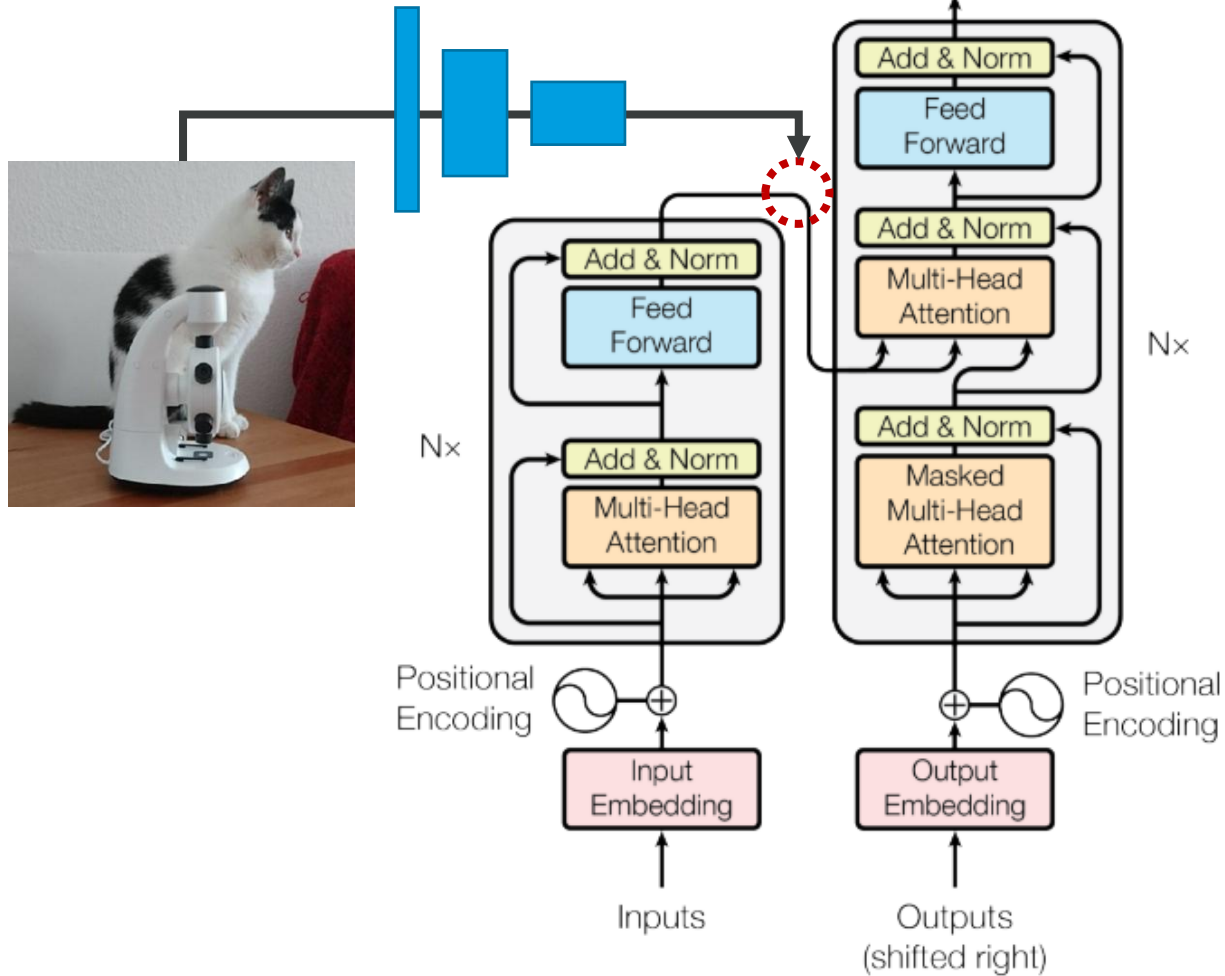 Add & Norm
Feed
Forward
Add & Norm
Multi-Head
Attention
Nx
Add & Norm
Masked
Multi-Head
Attention
Add & Norm
Feed
Forward
Nx
Add & Norm
Multi-Head
Attention
Positional
Encoding
Positional
Encoding
Input
Embedding
Output
Embedding
Inputs
Outputs
(shifted right)